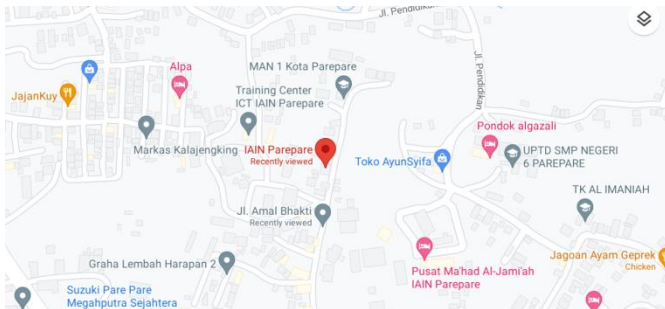 Jl. Pendidikan
Jl. Pendidikan
Alpa
MAN 1 Kota Parepare
JajanKuy
Training Center
ICT IAIN Parepare
Pondok algazali
Markas Kalajengking
IAIN Parepare
Recently viewed
Toko AyunSyifa
UPTD SMP NEGERI
6 PAREPARE
TK AL IMANIAH
Jl. Amal Bhakti
Recently viewed
Graha Lembah Harapan 2
Pusat Ma'had Al-Jami'ah
IAIN Parepare
Jagoan Ayam Geprek
Chicken
Suzuki Pare Pare
Megahputra Sejahtera